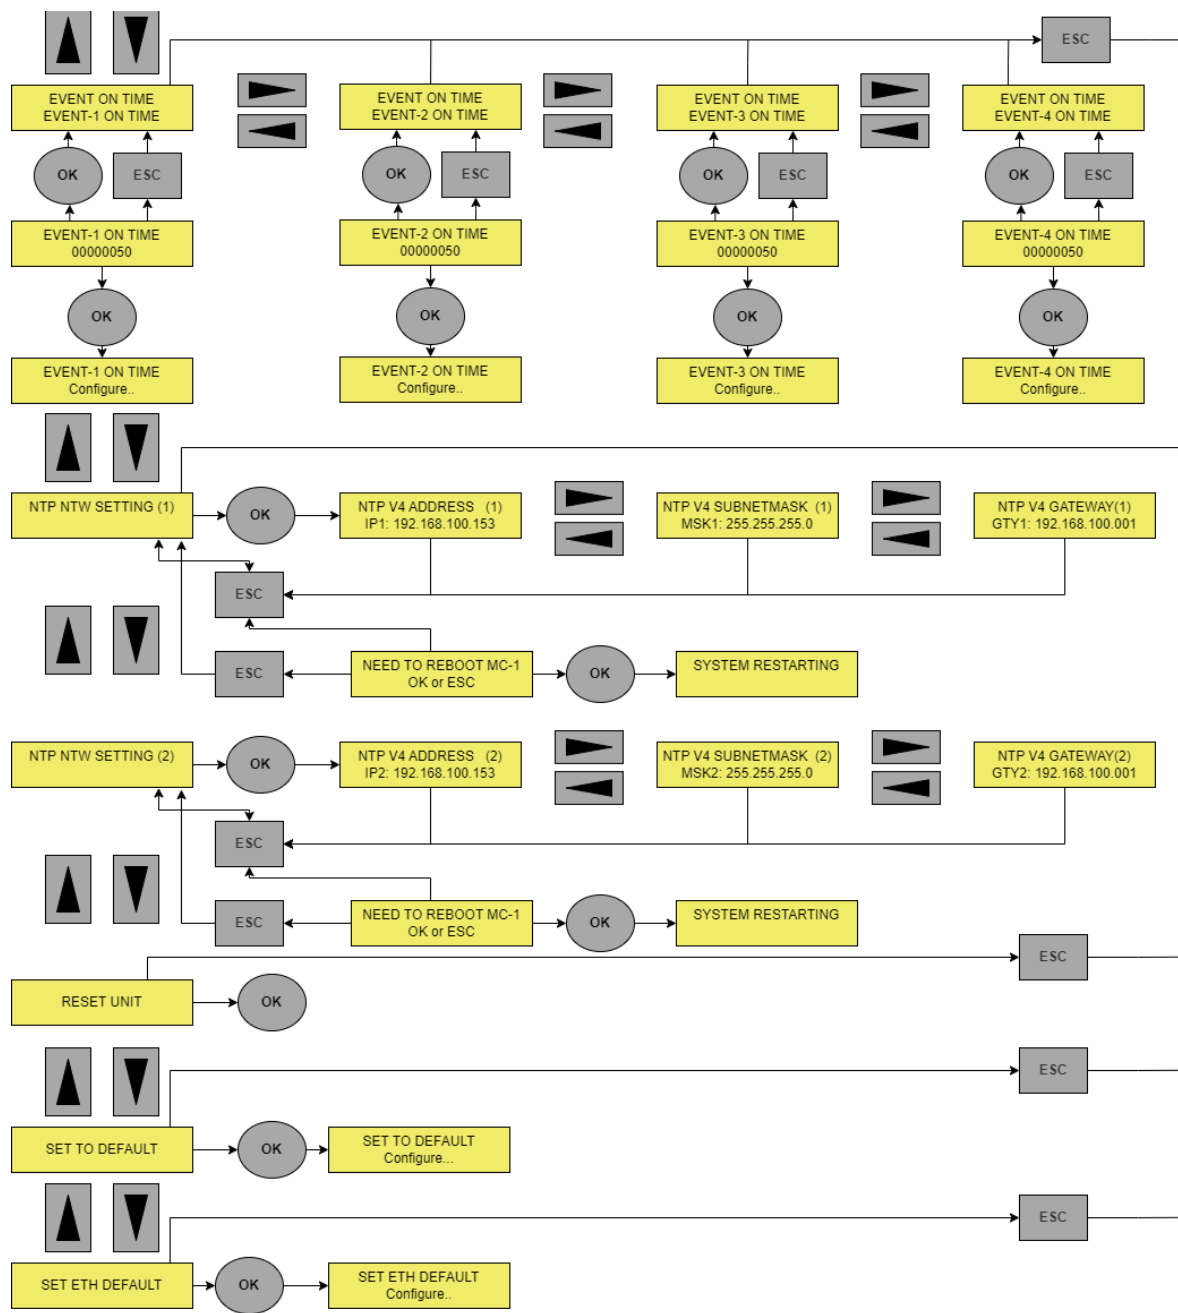 ESC
EVENT ON TIME
EVENT-1 ON TIME
EVENT ON TIME
EVENT-2 ON TIME
EVENT ON TIME
EVENT-3 ON TIME
EVENT ON TIME
EVENT-4 ON TIME
OK
ESC
OK
ESC
OK
ESC
OK
ESC
EVENT-1 ON TIME
00000050
EVENT-2 ON TIME
00000050
EVENT-3 ON TIME
00000050
EVENT-4 ON TIME
00000050
OK
OK
OK
OK
EVENT-1 ON TIME
Configure..
EVENT-2 ON TIME
Configure..
EVENT-3 ON TIME
Configure..
EVENT-4 ON TIME
Configure..
NTP NTW SETTING (1)
OK
NTP V4 ADDRESS (1)
IP1: 192.168.100.153
NTP V4 SUBNETMASK (1)
MSK1: 255.255.255.0
NTP V4 GATEWAY(1)
GTY1: 192.168.100.001
ESC
ESC
NEED TO REBOOT MC-1
OK or ESC
OK
SYSTEM RESTARTING
NTP NTW SETTING (2)
OK
NTP V4 ADDRESS (2)
IP2: 192.168.100.153
NTP V4 SUBNETMASK (2)
MSK2: 255.255.255.0
NTP V4 GATEWAY(2)
GTY2: 192.168.100.001
ESC
ESC
NEED TO REBOOT MC-1
OK or ESC
OK
SYSTEM RESTARTING
ESC
RESET UNIT
OK
ESC
SET TO DEFAULT
OK
SET TO DEFAULT
Configure...
ESC
SET ETH DEFAULT
OK
SET ETH DEFAULT
Configure..